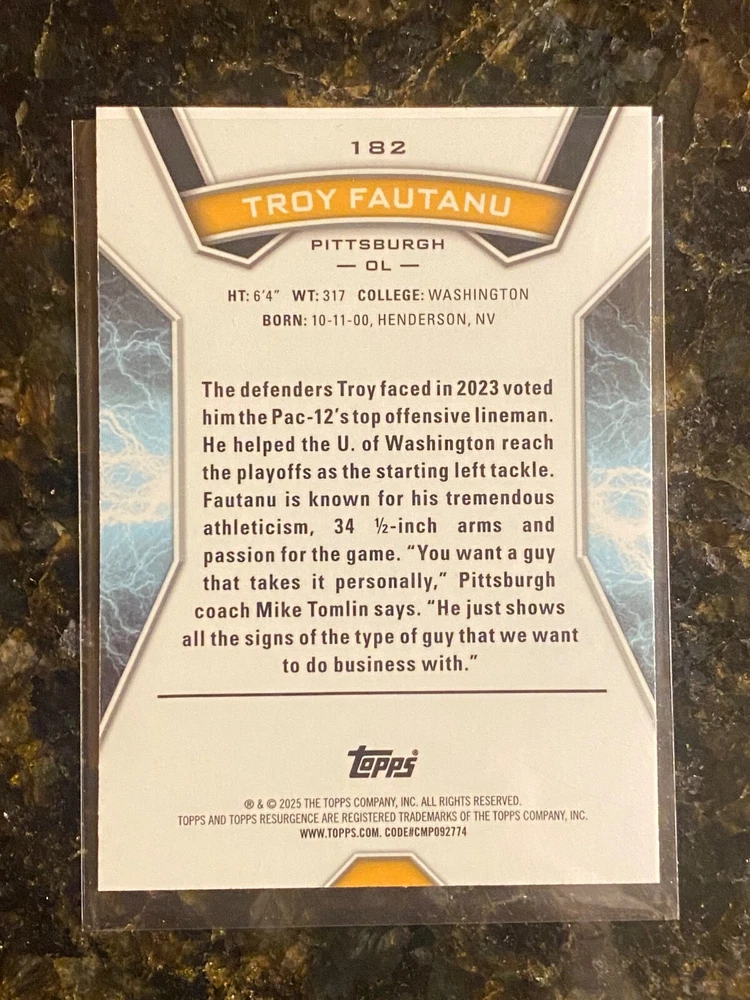 182
TROY FAUTANU
PITTSBURGH
— OL —
HT: 6'4" WT: 317 COLLEGE: WASHINGTON
BORN: 10-11-00, HENDERSON, NV
The defenders Troy faced in 2023 voted
him the Pac-12's top offensive lineman.
He helped the U. of Washington reach
the playoffs as the starting left tackle.
Fautanu is known for his tremendous
athleticism, 34 ½-inch arms and
passion for the game. “You want a guy
that takes it personally,” Pittsburgh
coach Mike Tomlin says. “He just shows
all the signs of the type of guy that we want
to do business with.”
topps®
® & © 2025 THE TOPPS COMPANY, INC. ALL RIGHTS RESERVED.
TOPPS AND TOPPS RESURGENCE ARE REGISTERED TRADEMARKS OF THE TOPPS COMPANY, INC.
WWW.TOPPS.COM. CODE#CMP092774